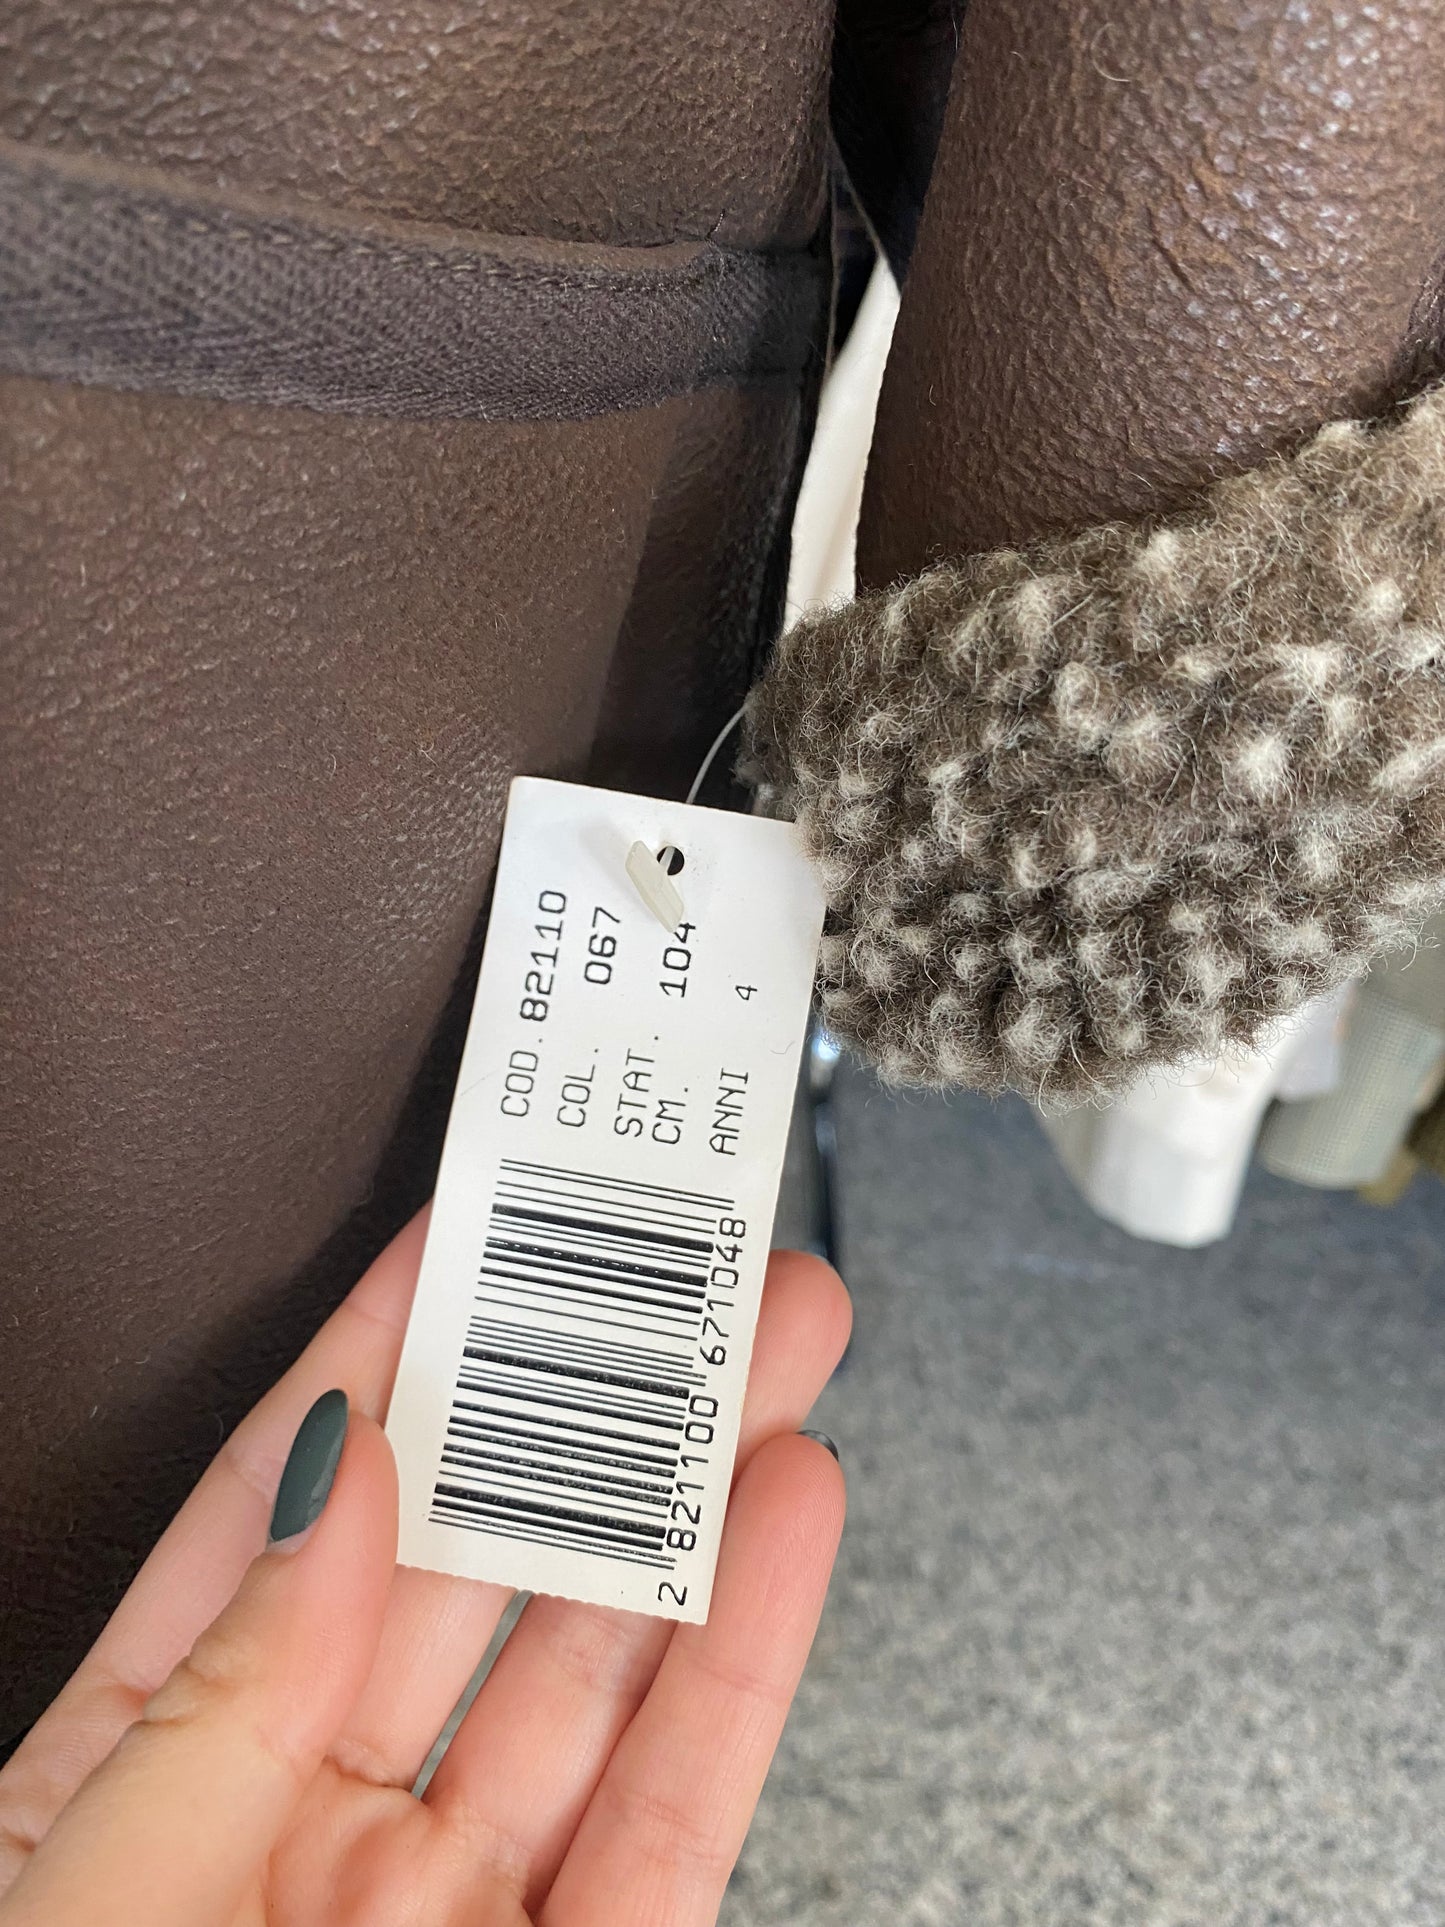 COD. 82110
COL. 067
STAT. 104
CM.
ANNI 4
2 821100 671048